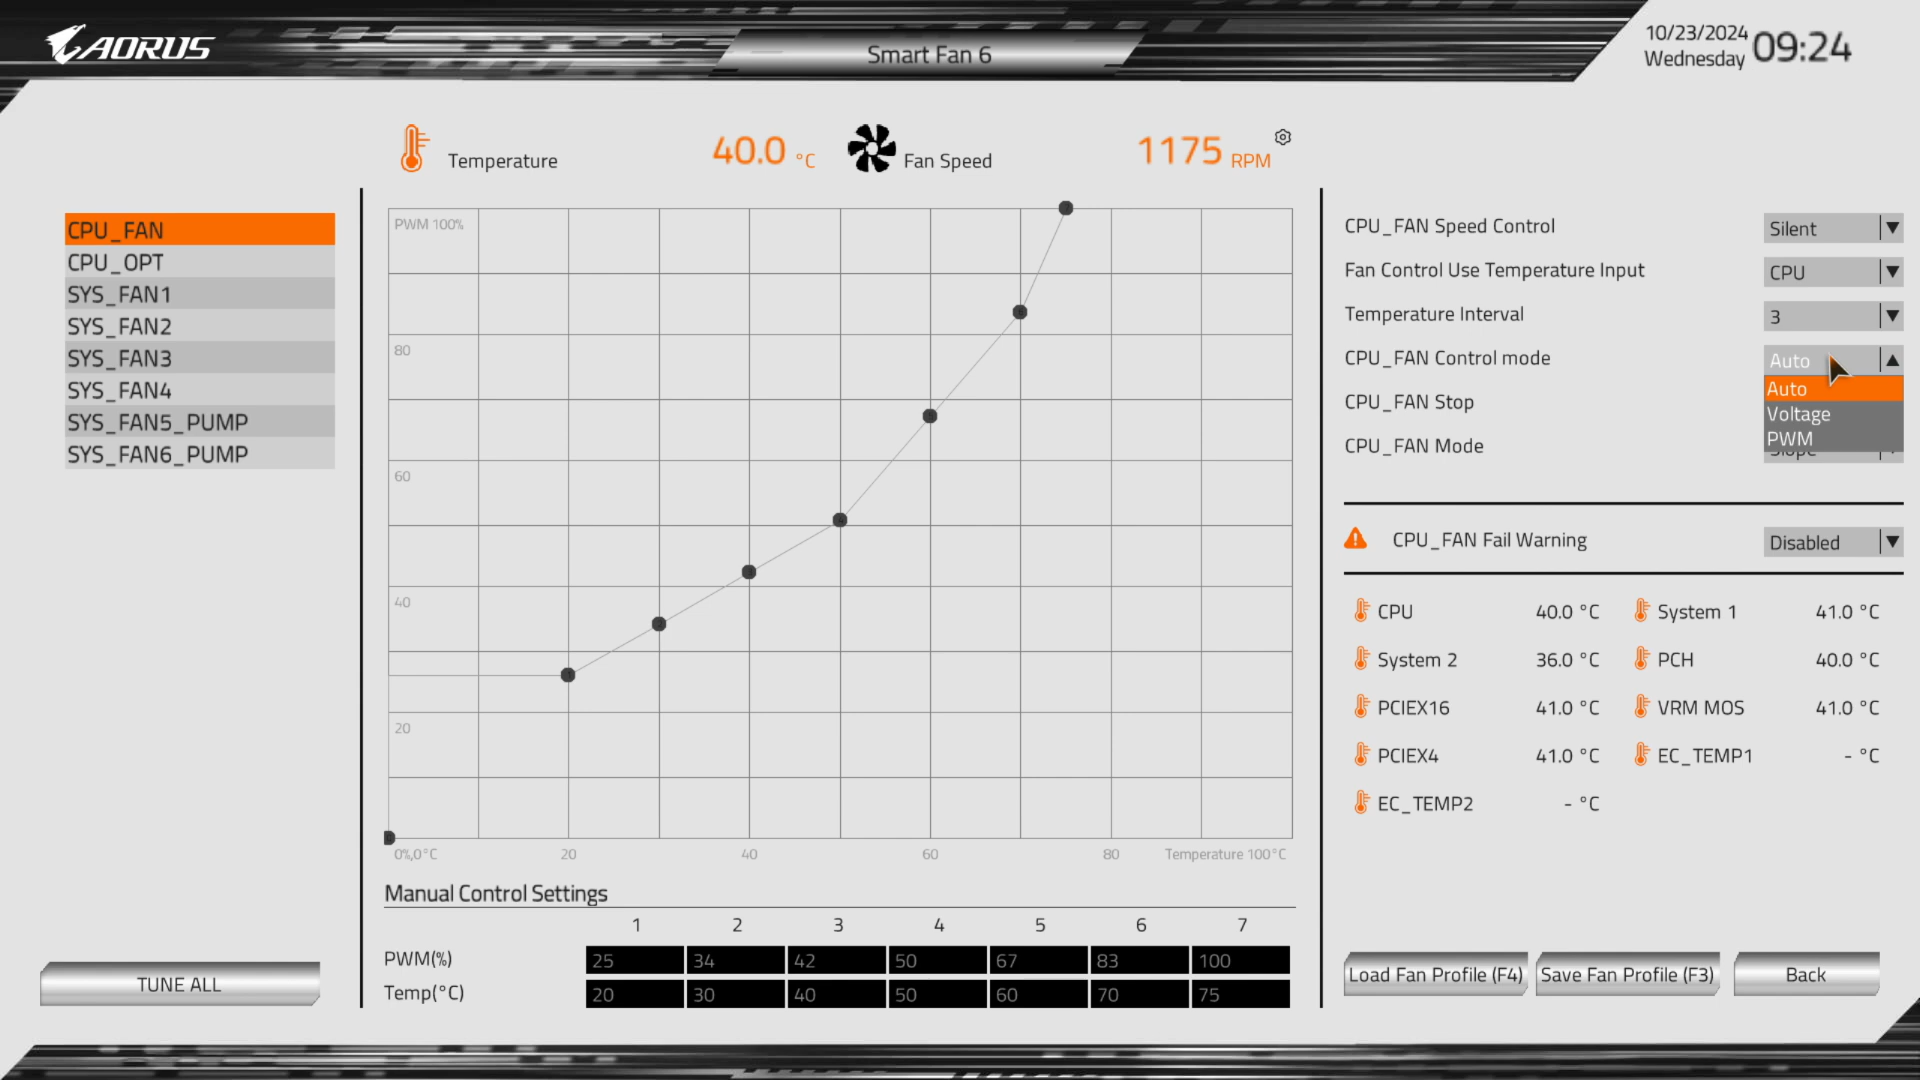 AORUS
Smart Fan 6
10/23/2024
Wednesday
09:24
Temperature
40.0 °C
Fan Speed
1175 RPM
CPU_FAN
CPU_OPT
SYS_FAN1
SYS_FAN2
SYS_FAN3
SYS_FAN4
SYS_FAN5_PUMP
SYS_FAN6_PUMP
TUNE ALL
PWM 100%
80
60
40
20
0%,0°C 20 40 60 80 Temperature 100°C
Manual Control Settings
1 2 3 4 5 6 7
PWM(%) 25 34 42 50 67 83 100
Temp(°C) 20 30 40 50 60 70 75
CPU_FAN Speed Control Silent
Fan Control Use Temperature Input CPU
Temperature Interval 3
CPU_FAN Control mode Auto
Auto
Voltage
PWM
CPU_FAN Stop
CPU_FAN Mode Slope
CPU_FAN Fail Warning Disabled
CPU 40.0 °C System 1 41.0 °C
System 2 36.0 °C PCH 40.0 °C
PCIEX16 41.0 °C VRM MOS 41.0 °C
PCIEX4 41.0 °C EC_TEMP1 - °C
EC_TEMP2 - °C
Load Fan Profile (F4) Save Fan Profile (F3) Back